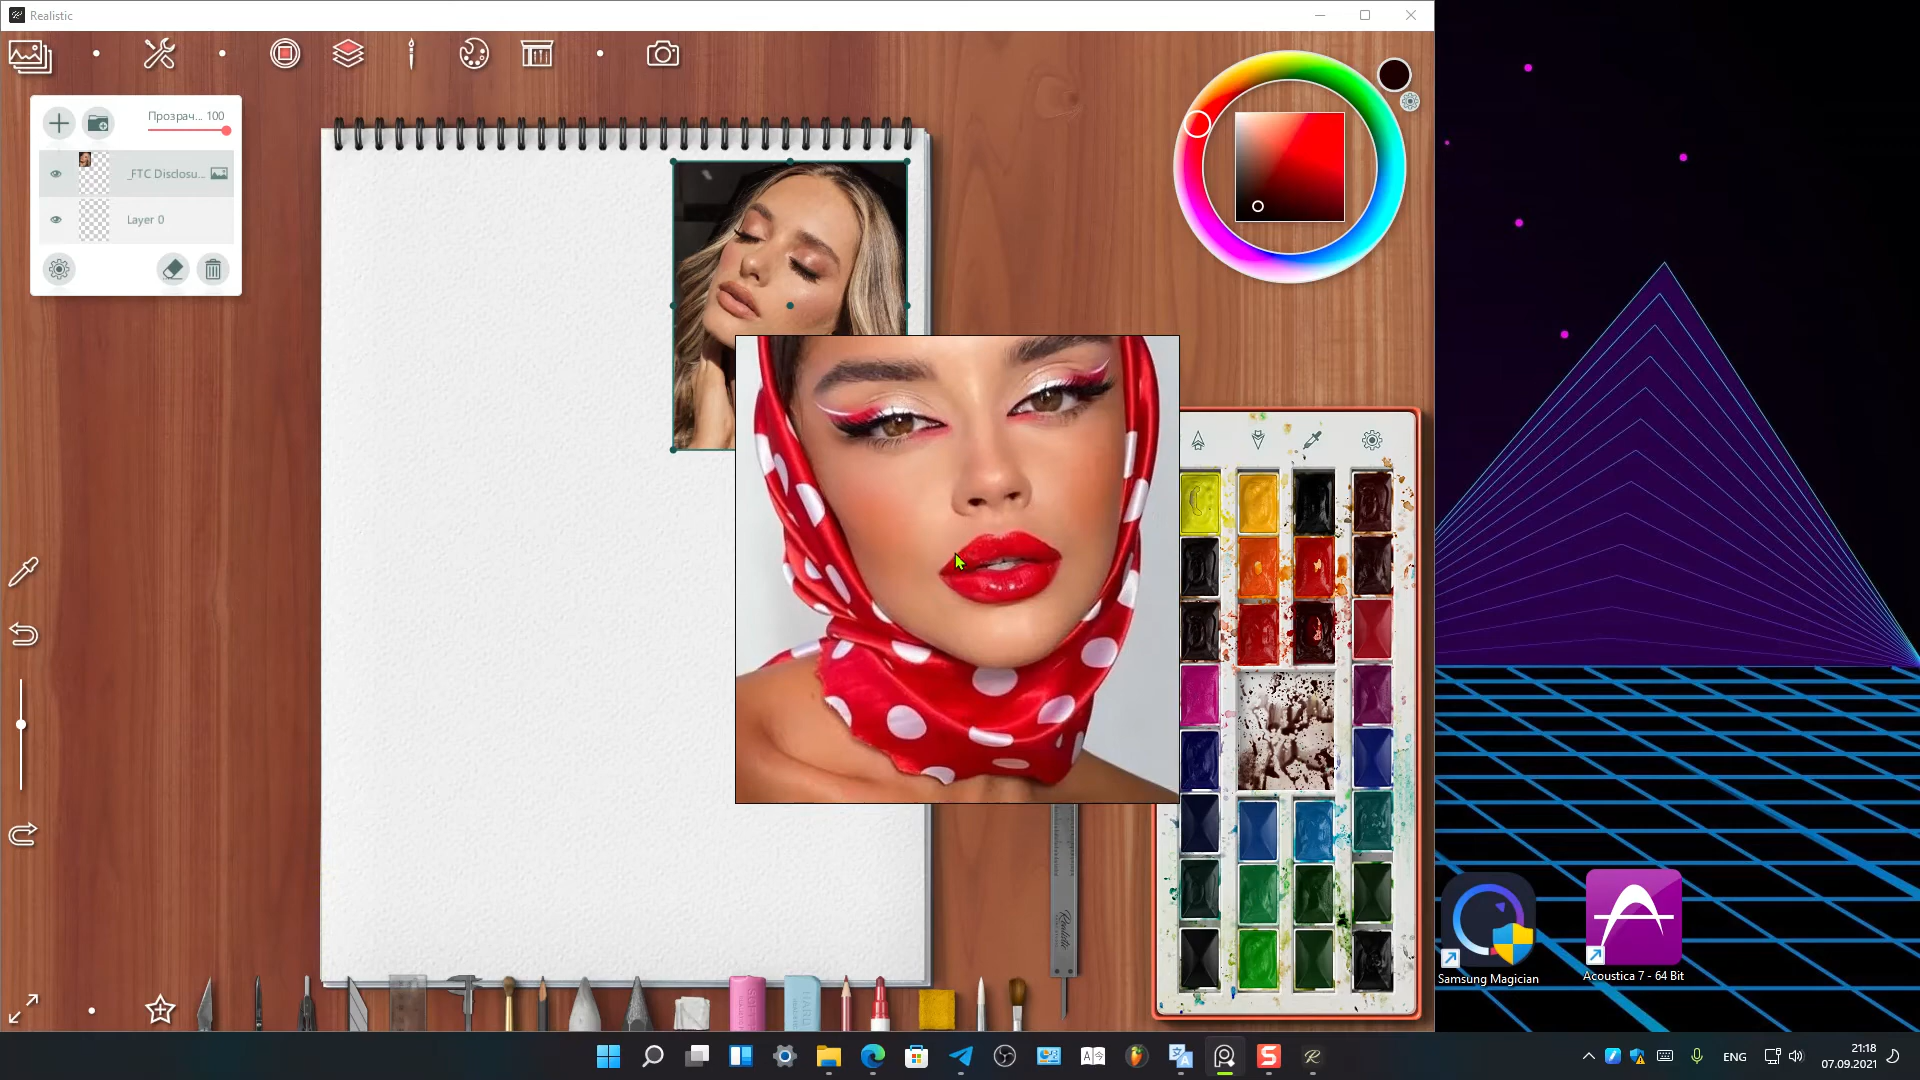 Realistic
Прозрач... 100
_FTC Disclosu...
Layer 0
Realistic
Samsung Magician
Acoustica 7 - 64 Bit
ENG
21:18
07.09.2021